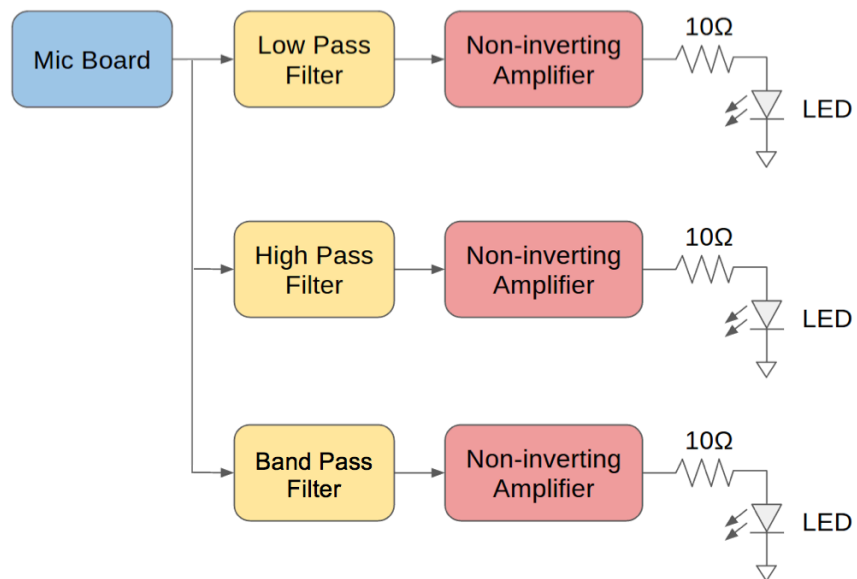 Mic Board
Low Pass
Filter
Non-inverting
Amplifier
10Ω
LED
High Pass
Filter
Non-inverting
Amplifier
10Ω
LED
Band Pass
Filter
Non-inverting
Amplifier
10Ω
LED